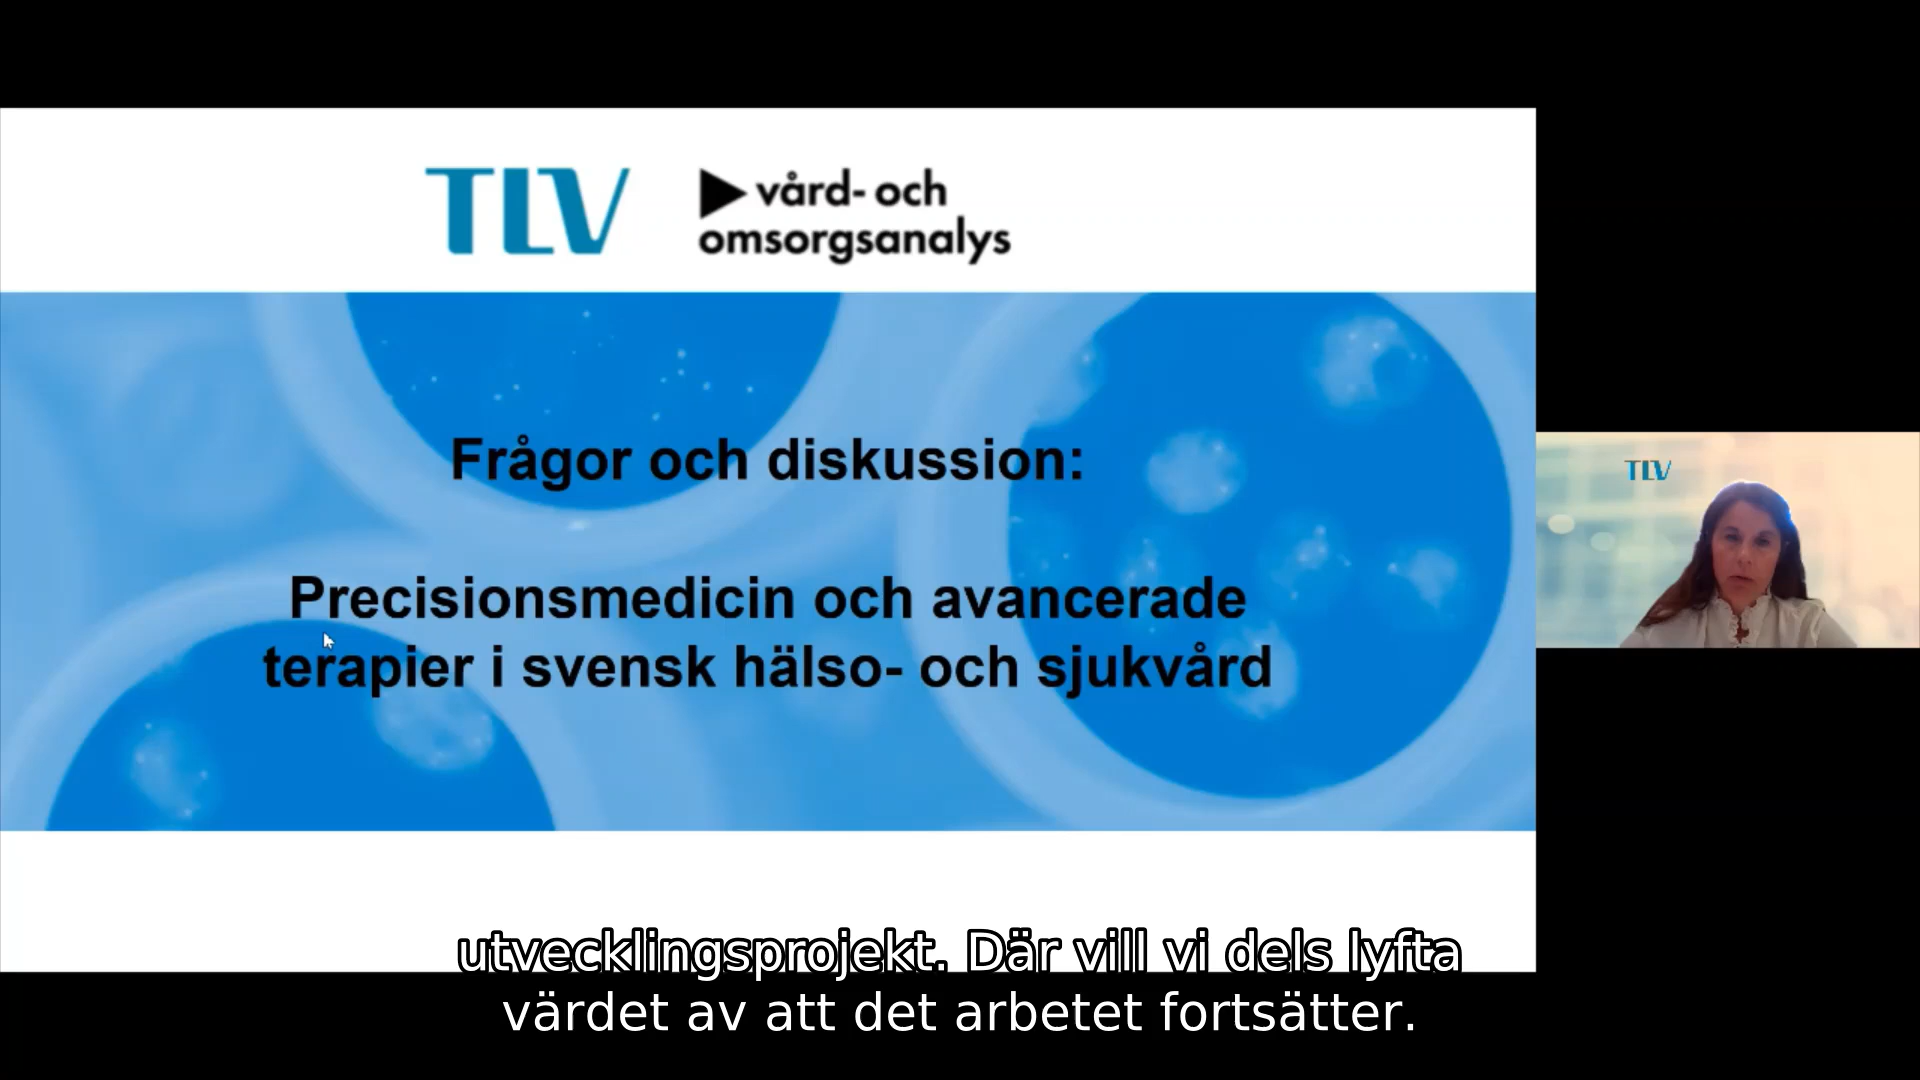 TLV
vård- och
omsorgsanalys
Frågor och diskussion:
Precisionsmedicin och avancerade
terapier i svensk hälso- och sjukvård
TLV
utvecklingsprojekt. Där vill vi dels lyfta
värdet av att det arbetet fortsätter.